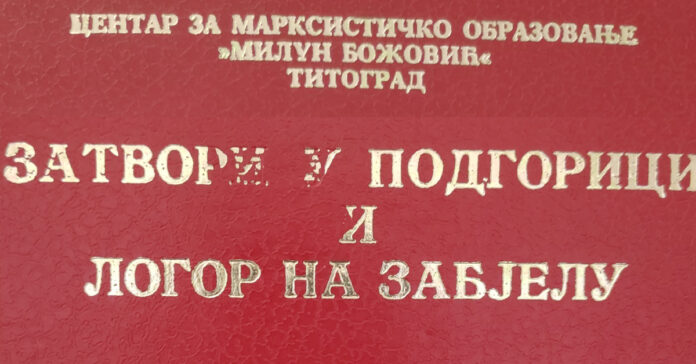 ЦЕНТАР ЗА МАРКСИСТИЧКО ОБРАЗОВАЊЕ
»МИЛУН БОЖОВИЋ«
ТИТОГРАД
ЗАТВОРИ У ПОДГОРИЦИ
И
ЛОГОР НА ЗАБЈЕЛУ